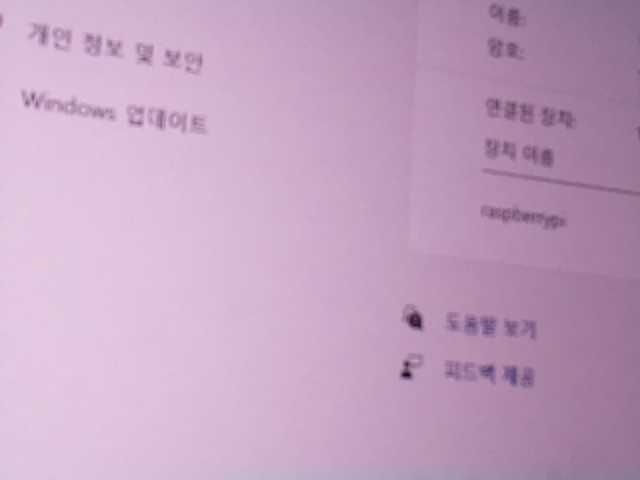 개인 정보 및 보안
Windows 업데이트
이름:
암호:
연결된 장치:
장치 이름
raspberrypi
도움말 보기
피드백 제공